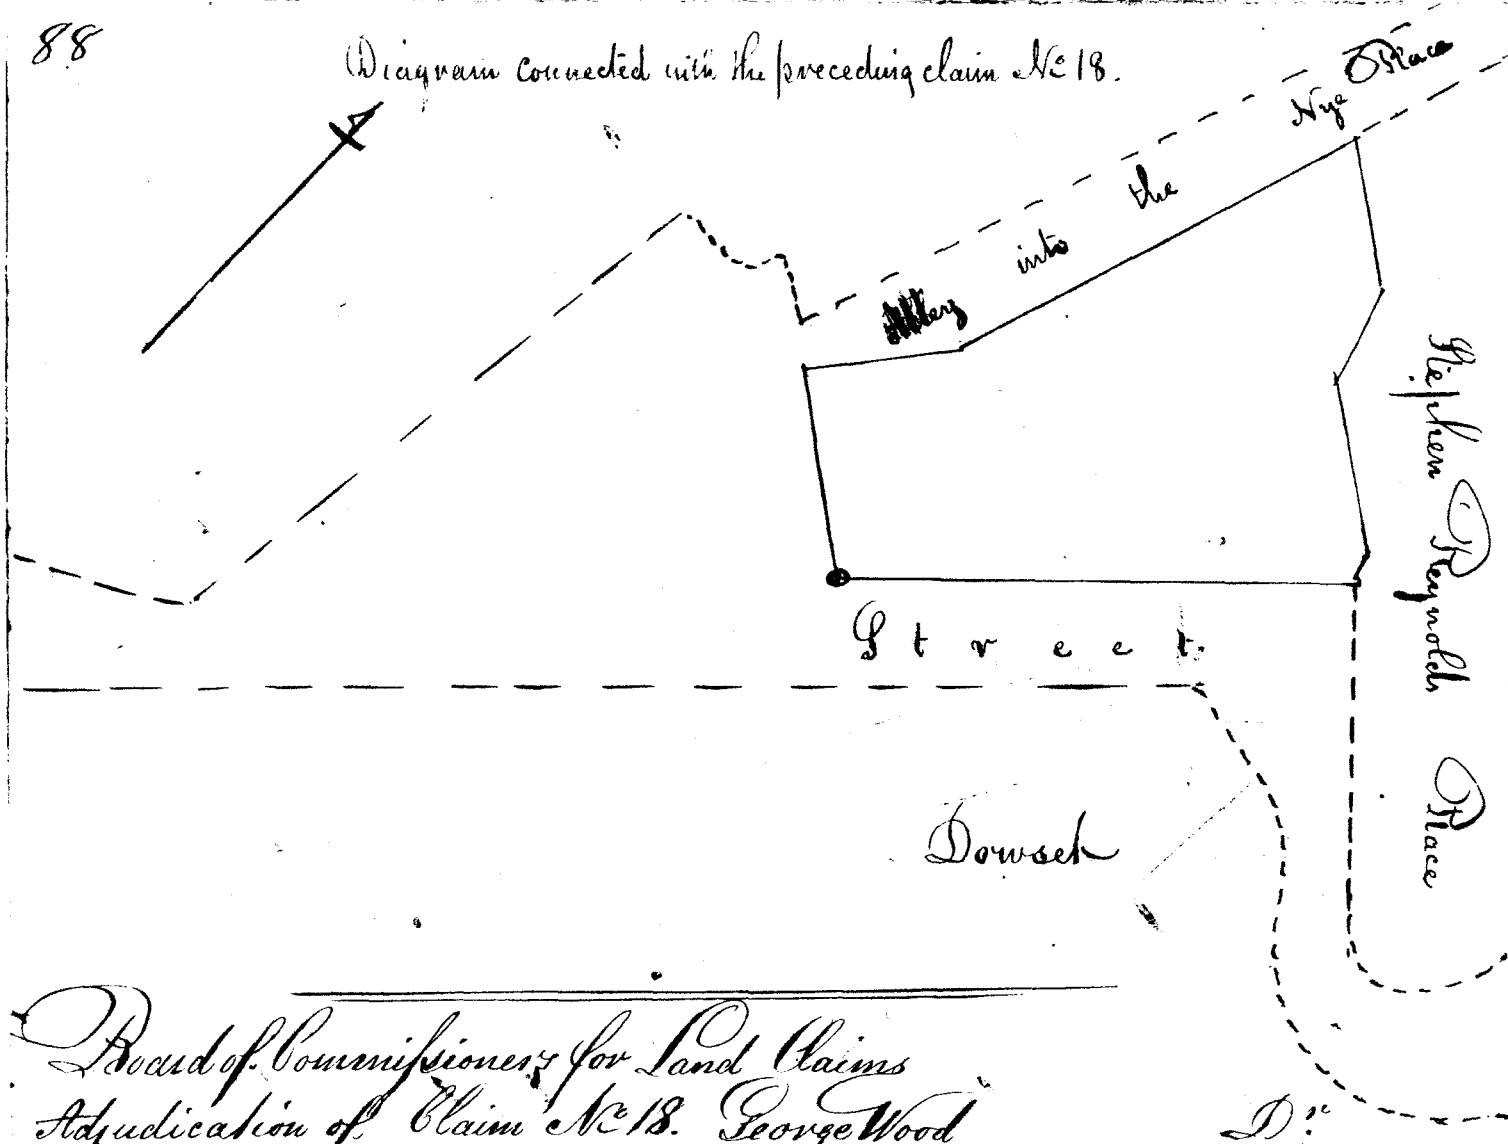 88
Diagram connected with the preceding claim No 18.
Alley into the Nye Place
Stephen Reynolds Place
Street.
Dowsett
Board of Commissioners for Land Claims
Adjudication of Claim No 18. George Wood Dr.